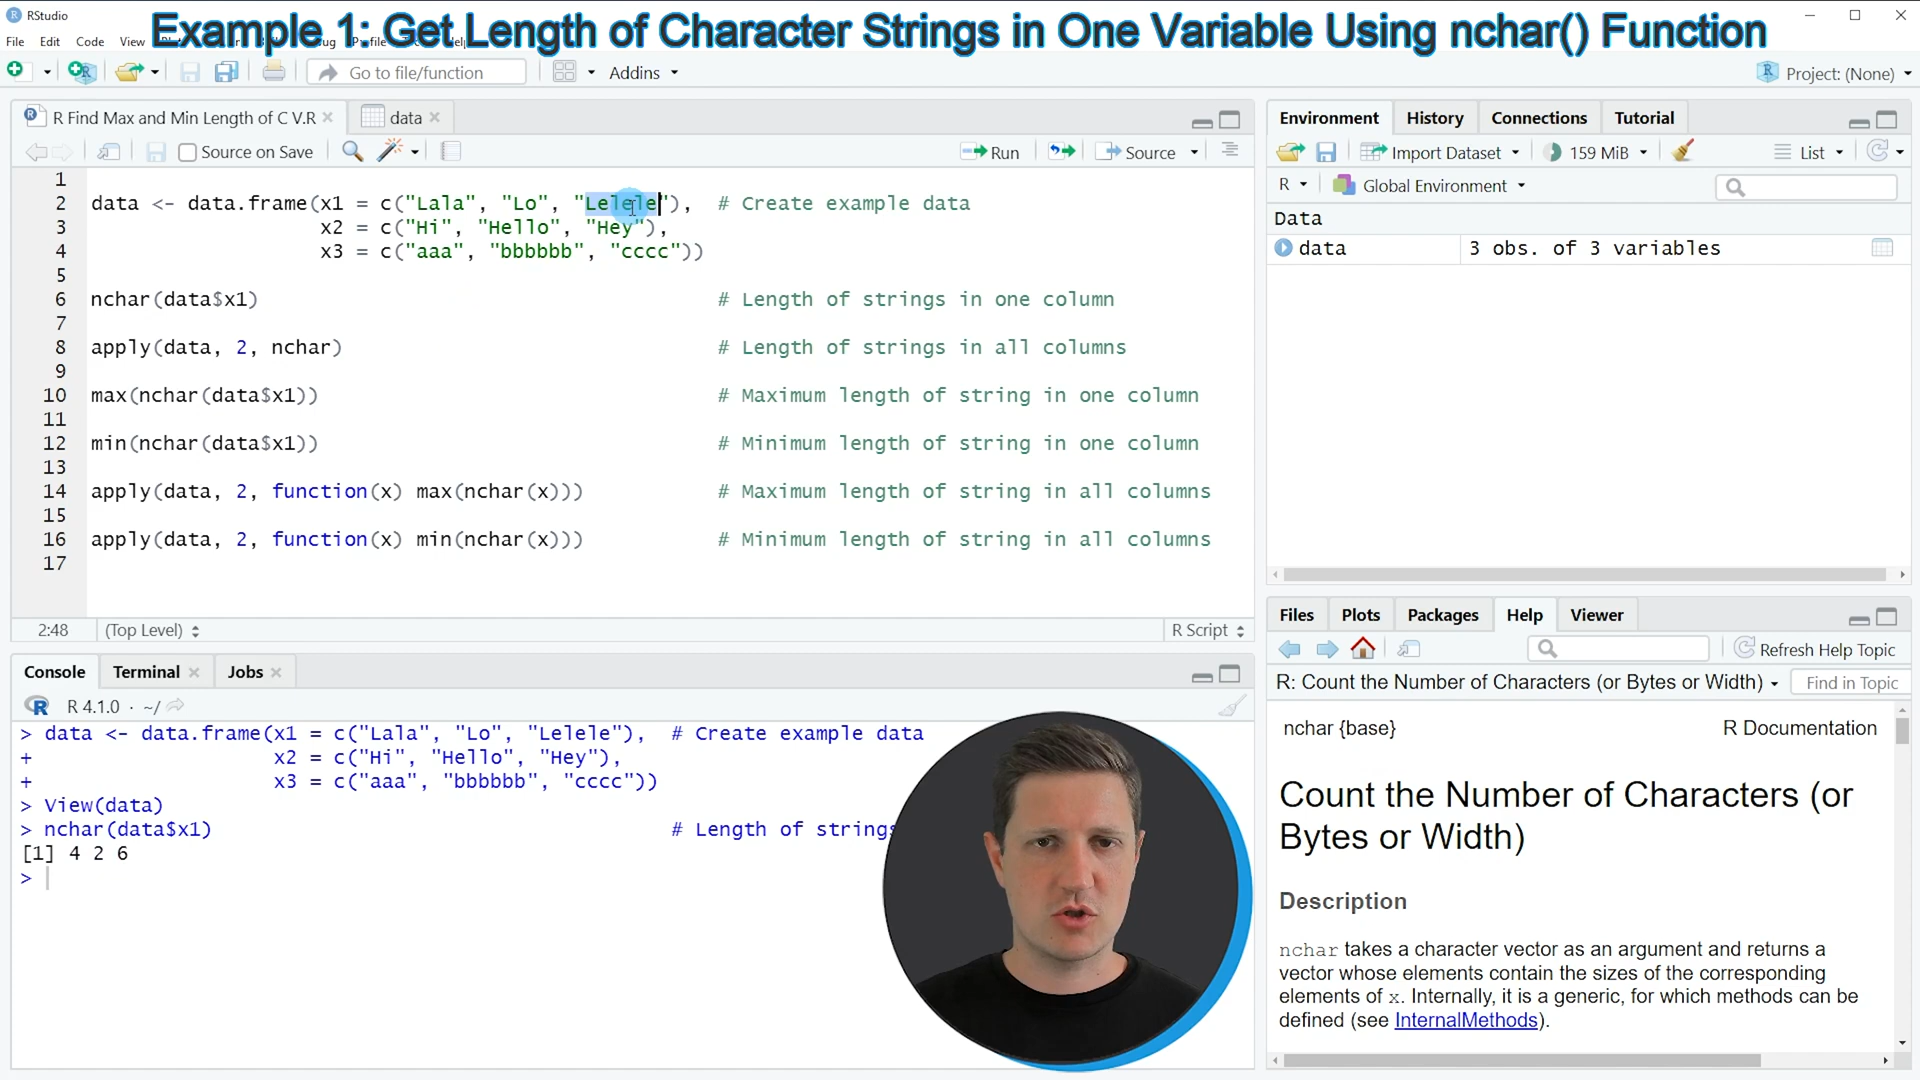 RStudio
Example 1: Get Length of Character Strings in One Variable Using nchar() Function
File Edit Code View
Go to file/function
Addins
Project: (None)
R Find Max and Min Length of C V.R
data
Source on Save
Run
Source
1
2 data <- data.frame(x1 = c("Lala", "Lo", "Lelele"), # Create example data
3 x2 = c("Hi", "Hello", "Hey"),
4 x3 = c("aaa", "bbbbbb", "cccc"))
5
6 nchar(data$x1) # Length of strings in one column
7
8 apply(data, 2, nchar) # Length of strings in all columns
9
10 max(nchar(data$x1)) # Maximum length of string in one column
11
12 min(nchar(data$x1)) # Minimum length of string in one column
13
14 apply(data, 2, function(x) max(nchar(x))) # Maximum length of string in all columns
15
16 apply(data, 2, function(x) min(nchar(x))) # Minimum length of string in all columns
17
2:48 (Top Level) R Script
Console Terminal Jobs
R 4.1.0 · ~/
> data <- data.frame(x1 = c("Lala", "Lo", "Lelele"), # Create example data
+ x2 = c("Hi", "Hello", "Hey"),
+ x3 = c("aaa", "bbbbbb", "cccc"))
> View(data)
> nchar(data$x1) # Length of strings
[1] 4 2 6
>
Environment History Connections Tutorial
Import Dataset 159 MiB List
R Global Environment
Data
data 3 obs. of 3 variables
Files Plots Packages Help Viewer
Refresh Help Topic
R: Count the Number of Characters (or Bytes or Width) Find in Topic
nchar {base} R Documentation
Count the Number of Characters (or
Bytes or Width)
Description
nchar takes a character vector as an argument and returns a
vector whose elements contain the sizes of the corresponding
elements of x. Internally, it is a generic, for which methods can be
defined (see InternalMethods).